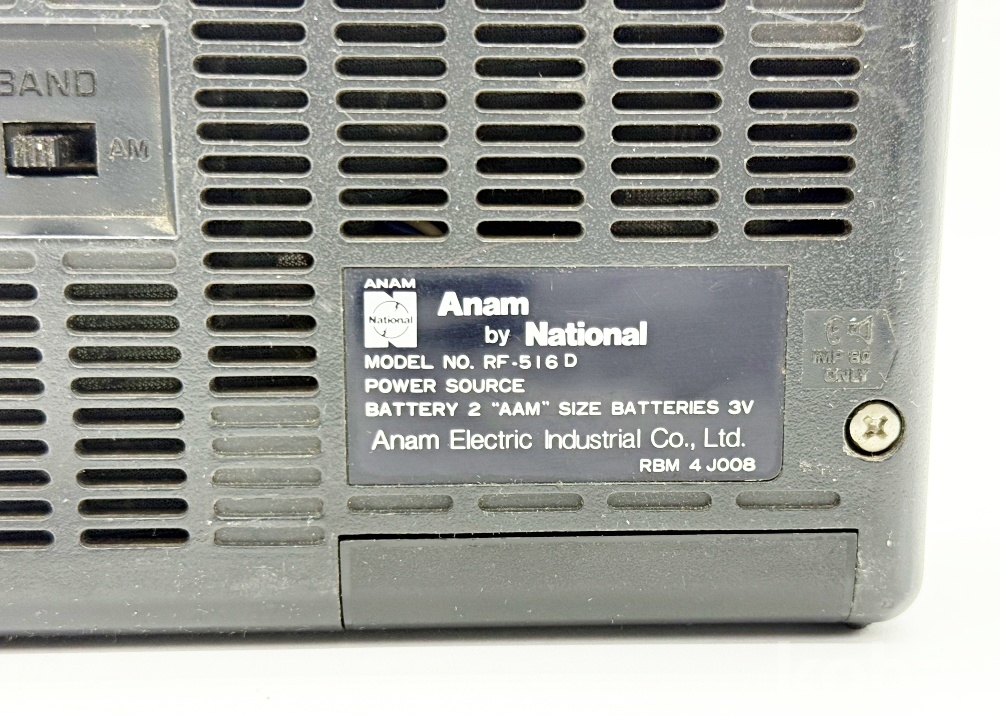 BAND
AM
ANAM
National
Anam
by National
MODEL NO. RF-516D
POWER SOURCE
BATTERY 2 "AAM" SIZE BATTERIES 3V
Anam Electric Industrial Co., Ltd.
RBM 4 J008
IMP 8Ω
ONLY